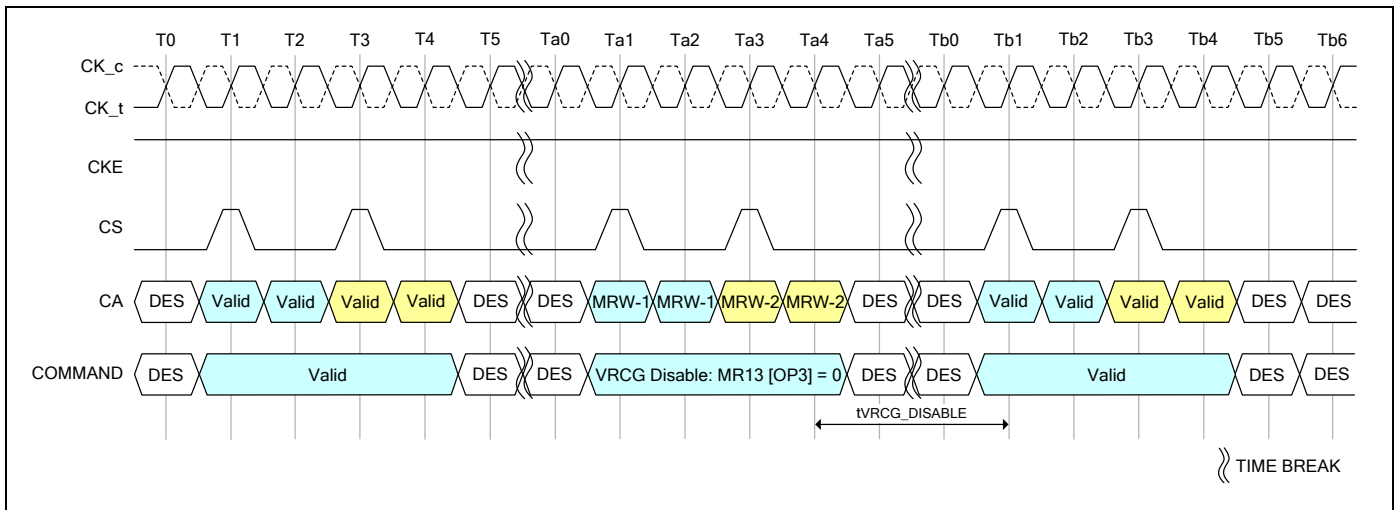 T0 T1 T2 T3 T4 T5 Ta0 Ta1 Ta2 Ta3 Ta4 Ta5 Tb0 Tb1 Tb2 Tb3 Tb4 Tb5 Tb6
CK_c
CK_t
CKE
CS
CA DES Valid Valid Valid Valid DES DES MRW-1 MRW-1 MRW-2 MRW-2 DES DES Valid Valid Valid Valid DES DES
COMMAND DES Valid DES DES VRCG Disable: MR13 [OP3] = 0 DES DES Valid DES DES
tVRCG_DISABLE
TIME BREAK